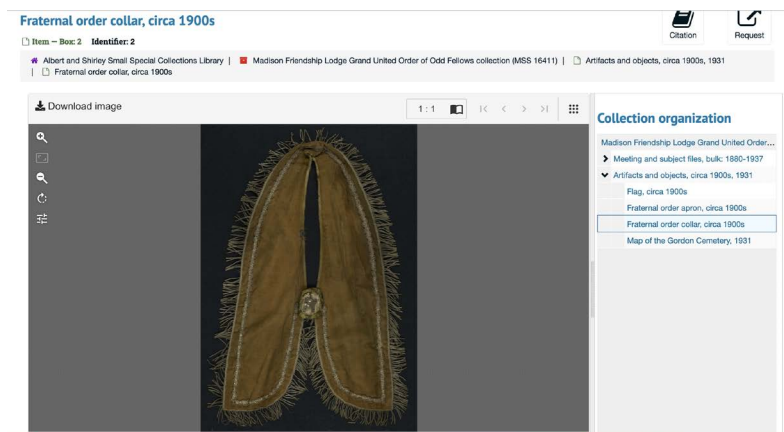 Fraternal order collar, circa 1900s
Item — Box: 2 Identifier: 2
Citation
Request
Albert and Shirley Small Special Collections Library | Madison Friendship Lodge Grand United Order of Odd Fellows collection (MSS 16411) | Artifacts and objects, circa 1900s, 1931
| Fraternal order collar, circa 1900s
Download image
1:1
Collection organization
Madison Friendship Lodge Grand United Order...
Meeting and subject files, bulk: 1880-1937
Artifacts and objects, circa 1900s, 1931
Flag, circa 1900s
Fraternal order apron, circa 1900s
Fraternal order collar, circa 1900s
Map of the Gordon Cemetery, 1931